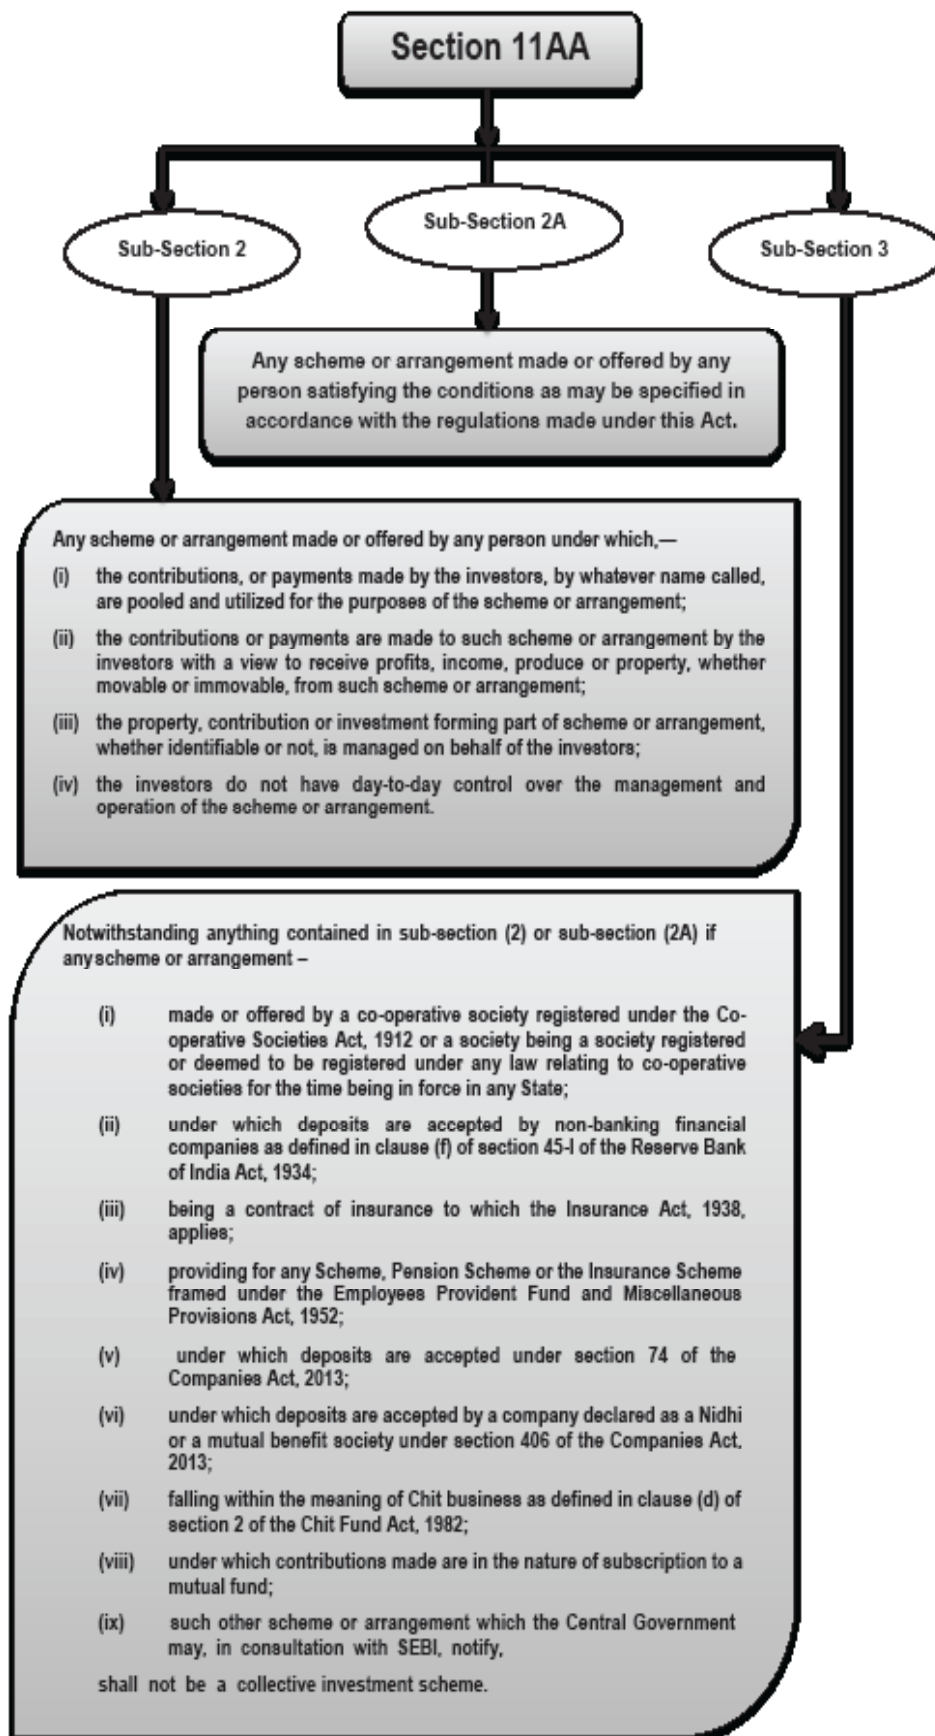 Section 11AA
Sub-Section 2
Sub-Section 2A
Sub-Section 3
Any scheme or arrangement made or offered by any
person satisfying the conditions as may be specified in
accordance with the regulations made under this Act.
Any scheme or arrangement made or offered by any person under which,—
(i) the contributions, or payments made by the investors, by whatever name called,
are pooled and utilized for the purposes of the scheme or arrangement;
(ii) the contributions or payments are made to such scheme or arrangement by the
investors with a view to receive profits, income, produce or property, whether
movable or immovable, from such scheme or arrangement;
(iii) the property, contribution or investment forming part of scheme or arrangement,
whether identifiable or not, is managed on behalf of the investors;
(iv) the investors do not have day-to-day control over the management and
operation of the scheme or arrangement.
Notwithstanding anything contained in sub-section (2) or sub-section (2A) if
any scheme or arrangement –
(i) made or offered by a co-operative society registered under the Co-
operative Societies Act, 1912 or a society being a society registered
or deemed to be registered under any law relating to co-operative
societies for the time being in force in any State;
(ii) under which deposits are accepted by non-banking financial
companies as defined in clause (f) of section 45-I of the Reserve Bank
of India Act, 1934;
(iii) being a contract of insurance to which the Insurance Act, 1938,
applies;
(iv) providing for any Scheme, Pension Scheme or the Insurance Scheme
framed under the Employees Provident Fund and Miscellaneous
Provisions Act, 1952;
(v) under which deposits are accepted under section 74 of the
Companies Act, 2013;
(vi) under which deposits are accepted by a company declared as a Nidhi
or a mutual benefit society under section 406 of the Companies Act,
2013;
(vii) falling within the meaning of Chit business as defined in clause (d) of
section 2 of the Chit Fund Act, 1982;
(viii) under which contributions made are in the nature of subscription to a
mutual fund;
(ix) such other scheme or arrangement which the Central Government
may, in consultation with SEBI, notify,
shall not be a collective investment scheme.